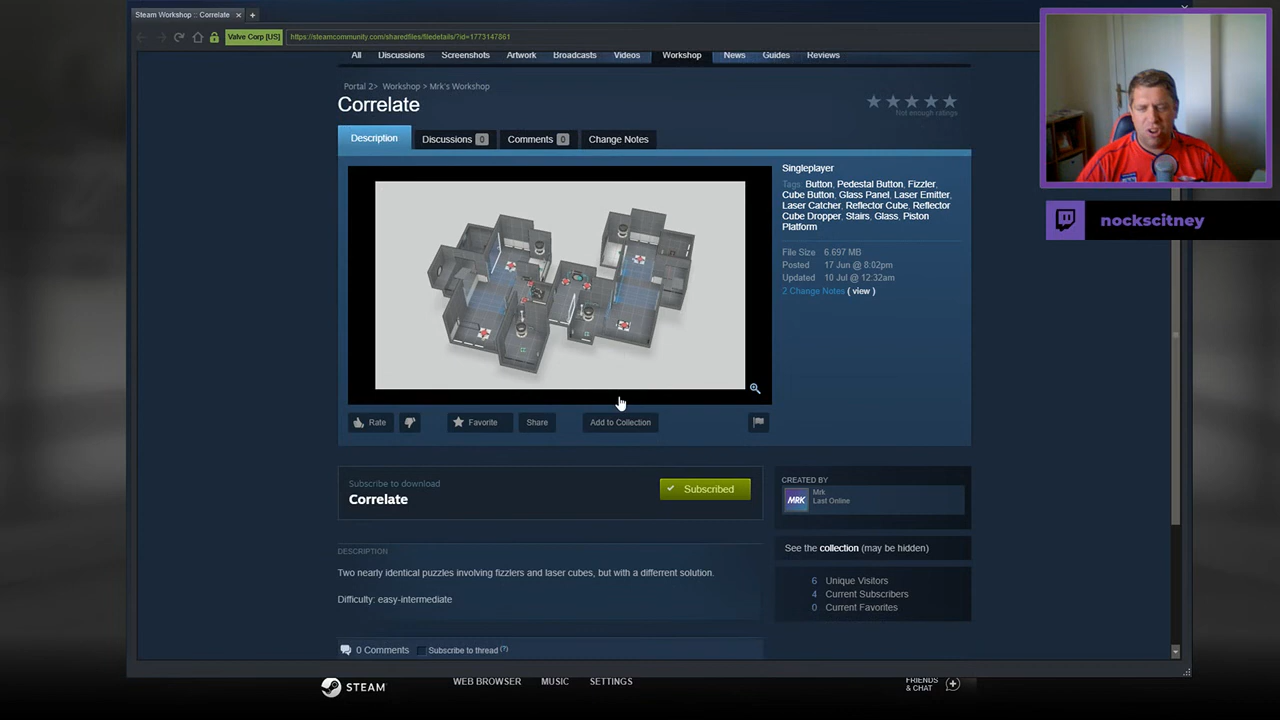 Steam Workshop :: Correlate
Valve Corp [US]
https://steamcommunity.com/sharedfiles/filedetails/?id=1773147861
All Discussions Screenshots Artwork Broadcasts Videos Workshop News Guides Reviews
Portal 2> Workshop > Mrk's Workshop
Correlate
Not enough ratings
Description Discussions 0 Comments 0 Change Notes
Singleplayer
Tags: Button, Pedestal Button, Fizzler,
Cube Button, Glass Panel, Laser Emitter,
Laser Catcher, Reflector Cube, Reflector
Cube Dropper, Stairs, Glass, Piston
Platform
File Size 6.697 MB
Posted 17 Jun @ 8:02pm
Updated 10 Jul @ 12:32am
2 Change Notes ( view )
Rate Favorite Share Add to Collection
Subscribe to download
Correlate
Subscribed
CREATED BY
MRK
Mrk
Last Online
See the collection (may be hidden)
DESCRIPTION
Two nearly identical puzzles involving fizzlers and laser cubes, but with a different solution.
Difficulty: easy-intermediate
6 Unique Visitors
4 Current Subscribers
0 Current Favorites
0 Comments Subscribe to thread (?)
STEAM WEB BROWSER MUSIC SETTINGS FRIENDS & CHAT
nockscitney